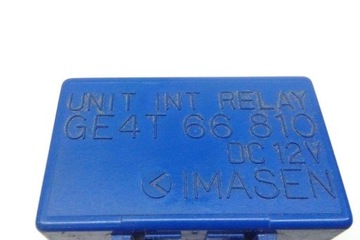 UNIT INT RELAY
GE4T 66 810
DC 12V
IMASEN